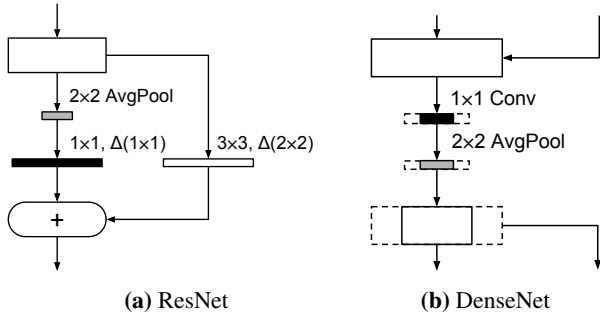 2×2 AvgPool
1×1, Δ(1×1)
3×3, Δ(2×2)
+
(a) ResNet
1×1 Conv
2×2 AvgPool
(b) DenseNet